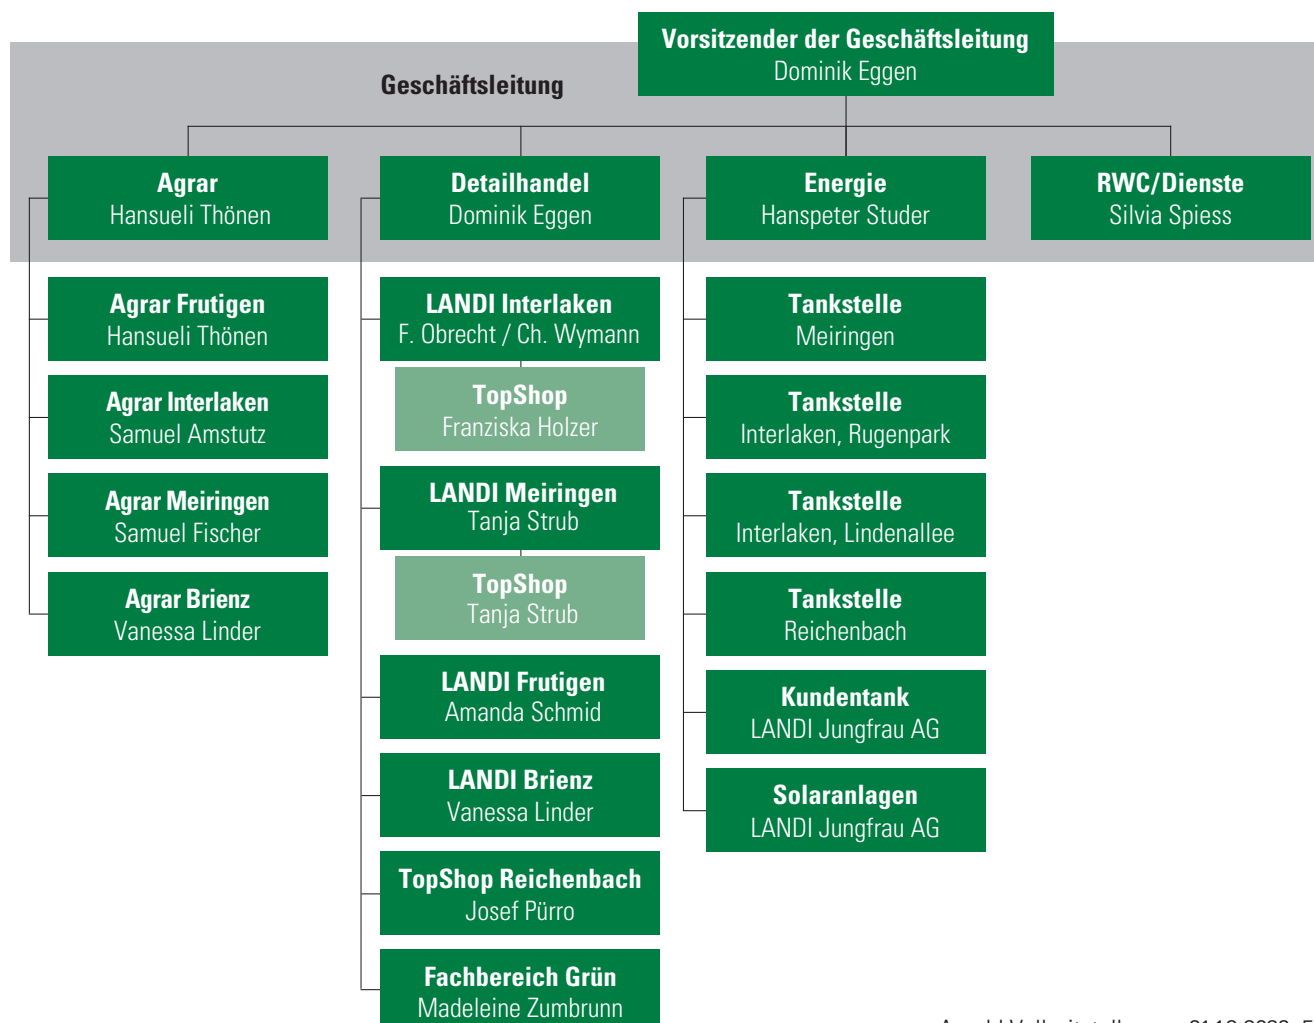 Vorsitzender der Geschäftsleitung
Dominik Eggen
Geschäftsleitung
Agrar
Hansueli Thönen
Detailhandel
Dominik Eggen
Energie
Hanspeter Studer
RWC/Dienste
Silvia Spiess
Agrar Frutigen
Hansueli Thönen
Agrar Interlaken
Samuel Amstutz
Agrar Meiringen
Samuel Fischer
Agrar Brienz
Vanessa Linder
LANDI Interlaken
F. Obrecht / Ch. Wymann
TopShop
Franziska Holzer
LANDI Meiringen
Tanja Strub
TopShop
Tanja Strub
LANDI Frutigen
Amanda Schmid
LANDI Brienz
Vanessa Linder
TopShop Reichenbach
Josef Pürro
Fachbereich Grün
Madeleine Zumbrunn
Tankstelle
Meiringen
Tankstelle
Interlaken, Rugenpark
Tankstelle
Interlaken, Lindenallee
Tankstelle
Reichenbach
Kundentank
LANDI Jungfrau AG
Solaranlagen
LANDI Jungfrau AG